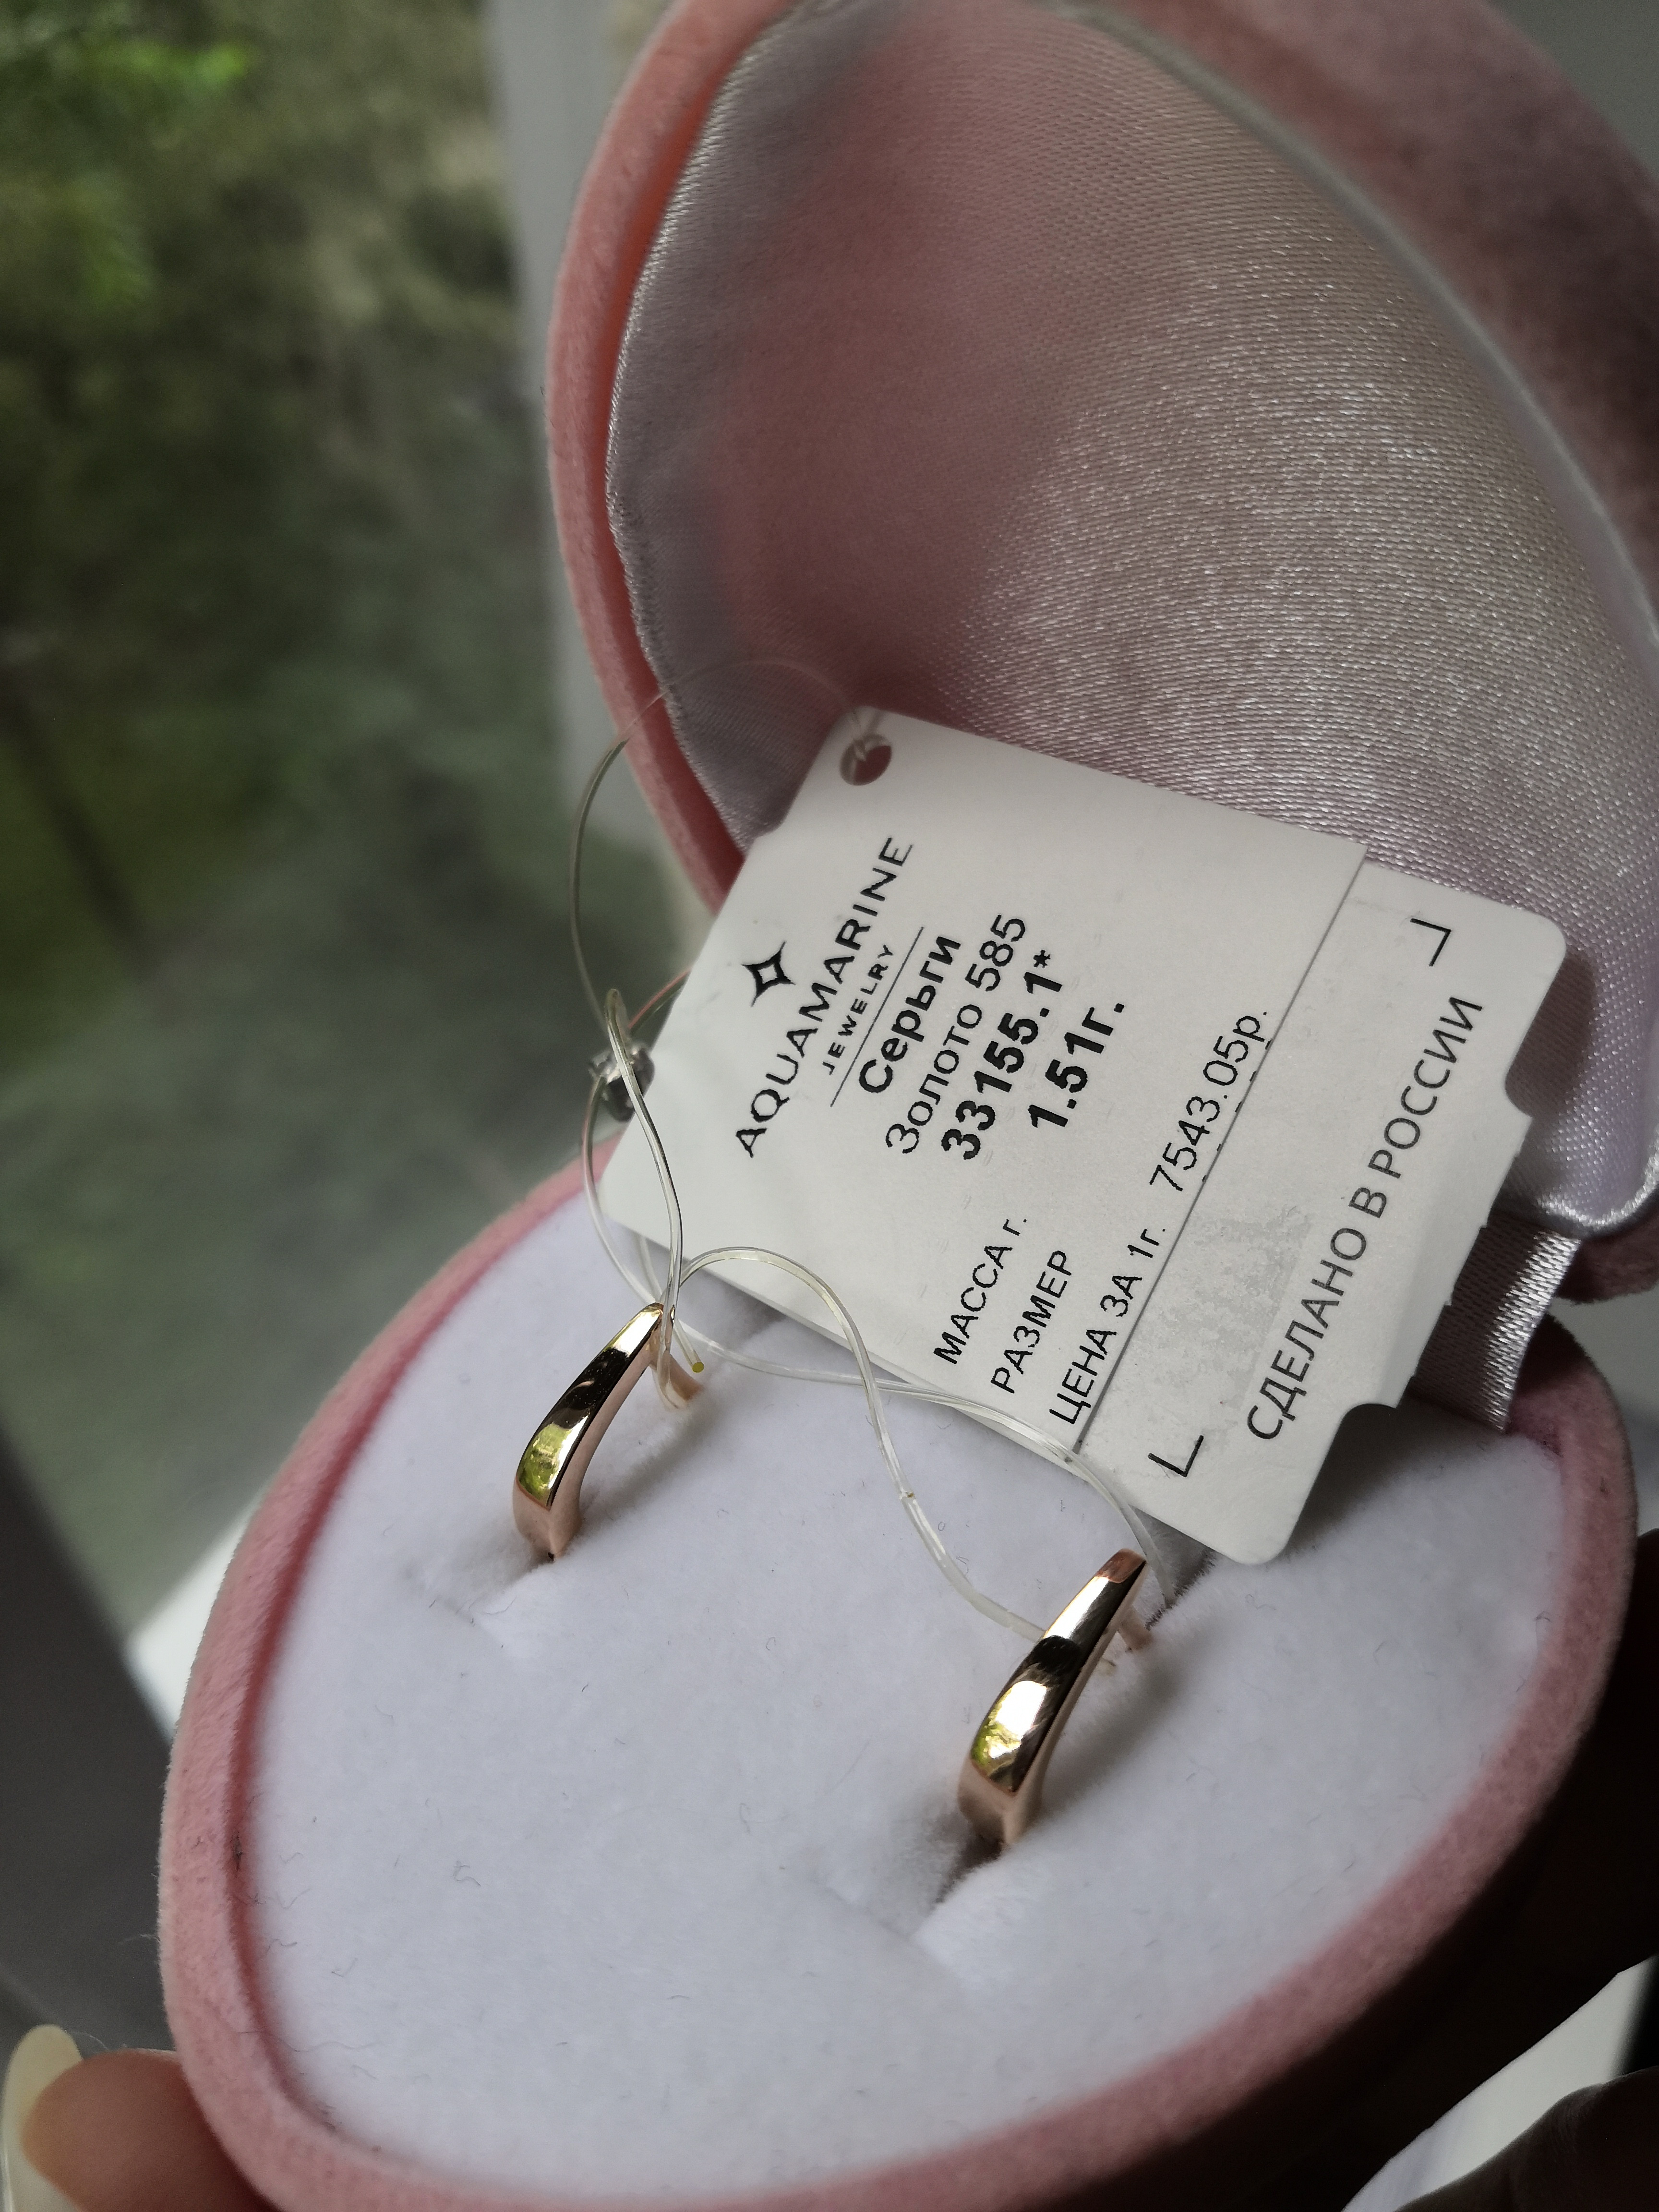 AQUAMARINE
JEWELRY
Серьги
Золото 585
33155.1*
МАССА г. 1.51г.
РАЗМЕР
ЦЕНА ЗА 1г. 7543.05р.
СДЕЛАНО В РОССИИ